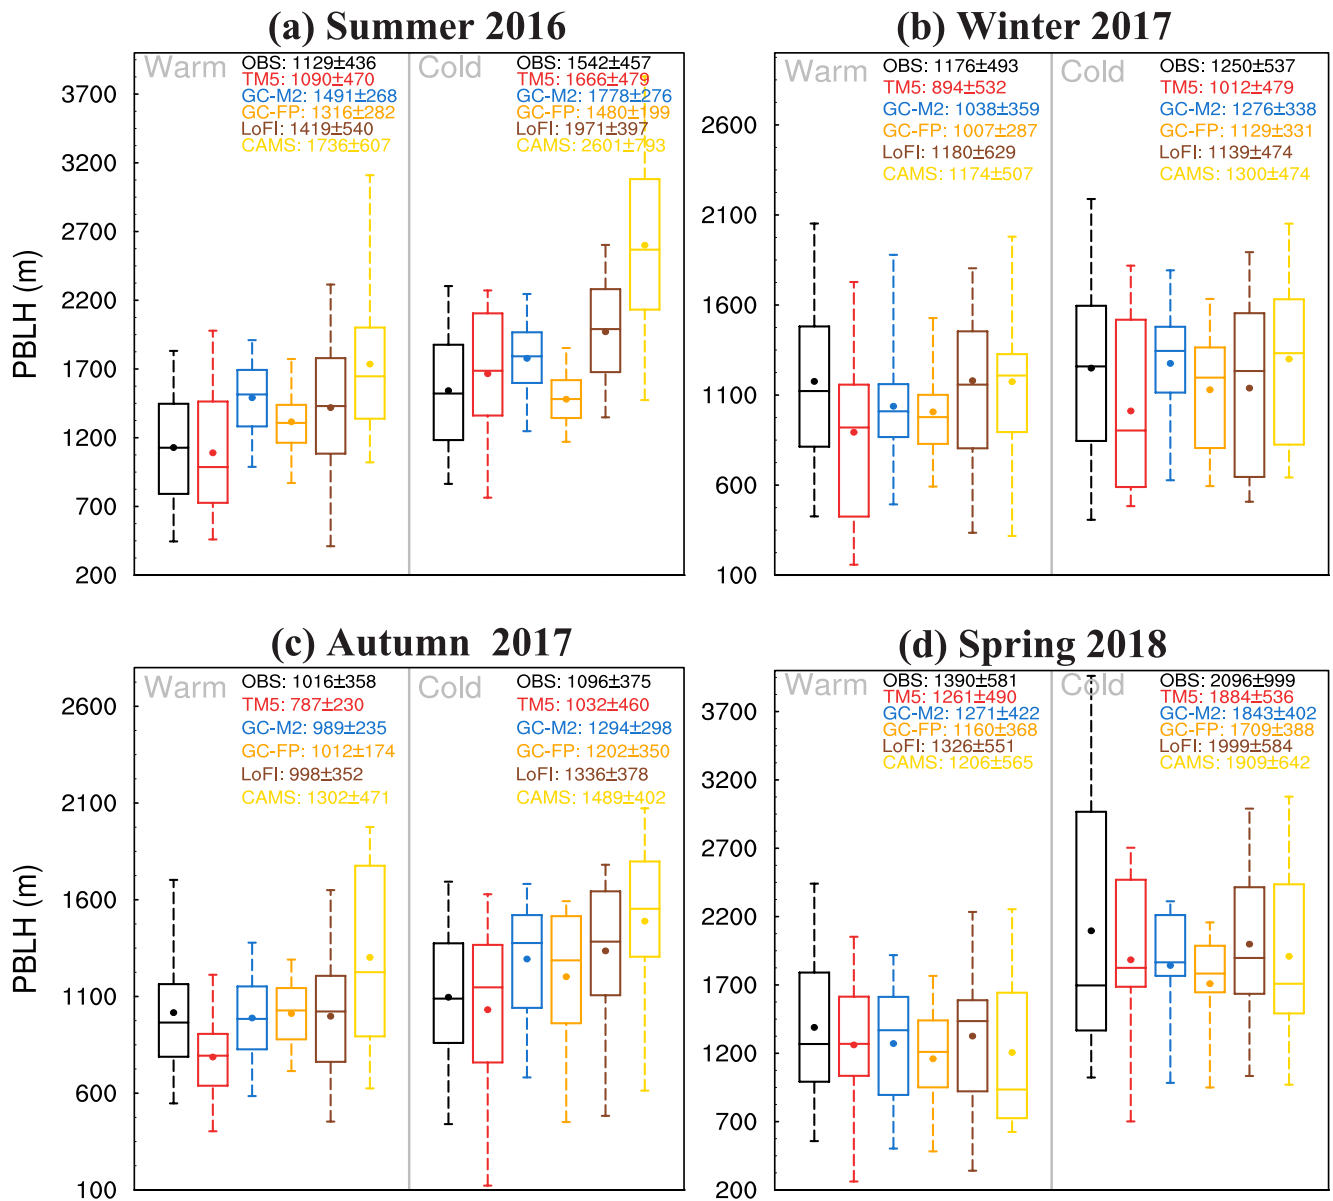 (a) Summer 2016
Warm
OBS: 1129±436
TM5: 1090±470
GC-M2: 1491±268
GC-FP: 1316±282
LoFI: 1419±540
CAMS: 1736±607
Cold
OBS: 1542±457
TM5: 1666±479
GC-M2: 1778±276
GC-FP: 1480±199
LoFI: 1971±397
CAMS: 2601±793
PBLH (m)
3700
3200
2700
2200
1700
1200
700
200
(b) Winter 2017
OBS: 1176±493
TM5: 894±532
GC-M2: 1038±359
GC-FP: 1007±287
LoFI: 1180±629
CAMS: 1174±507
OBS: 1250±537
TM5: 1012±479
GC-M2: 1276±338
GC-FP: 1129±331
LoFI: 1139±474
CAMS: 1300±474
2600
2100
1600
1100
600
100
(c) Autumn 2017
Warm
OBS: 1016±358
TM5: 787±230
GC-M2: 989±235
GC-FP: 1012±174
LoFI: 998±352
CAMS: 1302±471
Cold
OBS: 1096±375
TM5: 1032±460
GC-M2: 1294±298
GC-FP: 1202±350
LoFI: 1336±378
CAMS: 1489±402
PBLH (m)
2600
2100
1600
1100
600
100
(d) Spring 2018
Warm
OBS: 1390±581
TM5: 1261±490
GC-M2: 1271±422
GC-FP: 1160±368
LoFI: 1326±551
CAMS: 1206±565
Cold
OBS: 2096±999
TM5: 1884±536
GC-M2: 1843±402
GC-FP: 1709±388
LoFI: 1999±584
CAMS: 1909±642
3700
3200
2700
2200
1700
1200
700
200